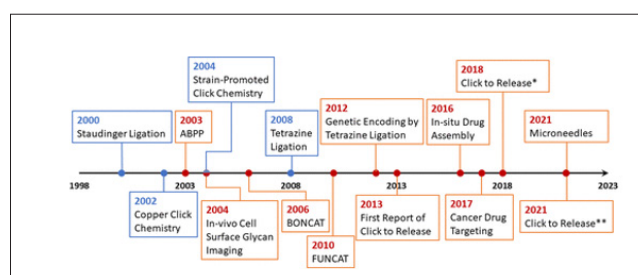 2000
Staudinger Ligation
2003
ABPP
2004
Strain-Promoted
Click Chemistry
2008
Tetrazine
Ligation
2012
Genetic Encoding by
Tetrazine Ligation
2016
In-situ Drug
Assembly
2018
Click to Release*
2021
Microneedles
1998
2003
2008
2013
2018
2023
2002
Copper Click
Chemistry
2004
In-vivo Cell
Surface Glycan
Imaging
2006
BONCAT
2010
FUNCAT
2013
First Report of
Click to Release
2017
Cancer Drug
Targeting
2021
Click to Release**